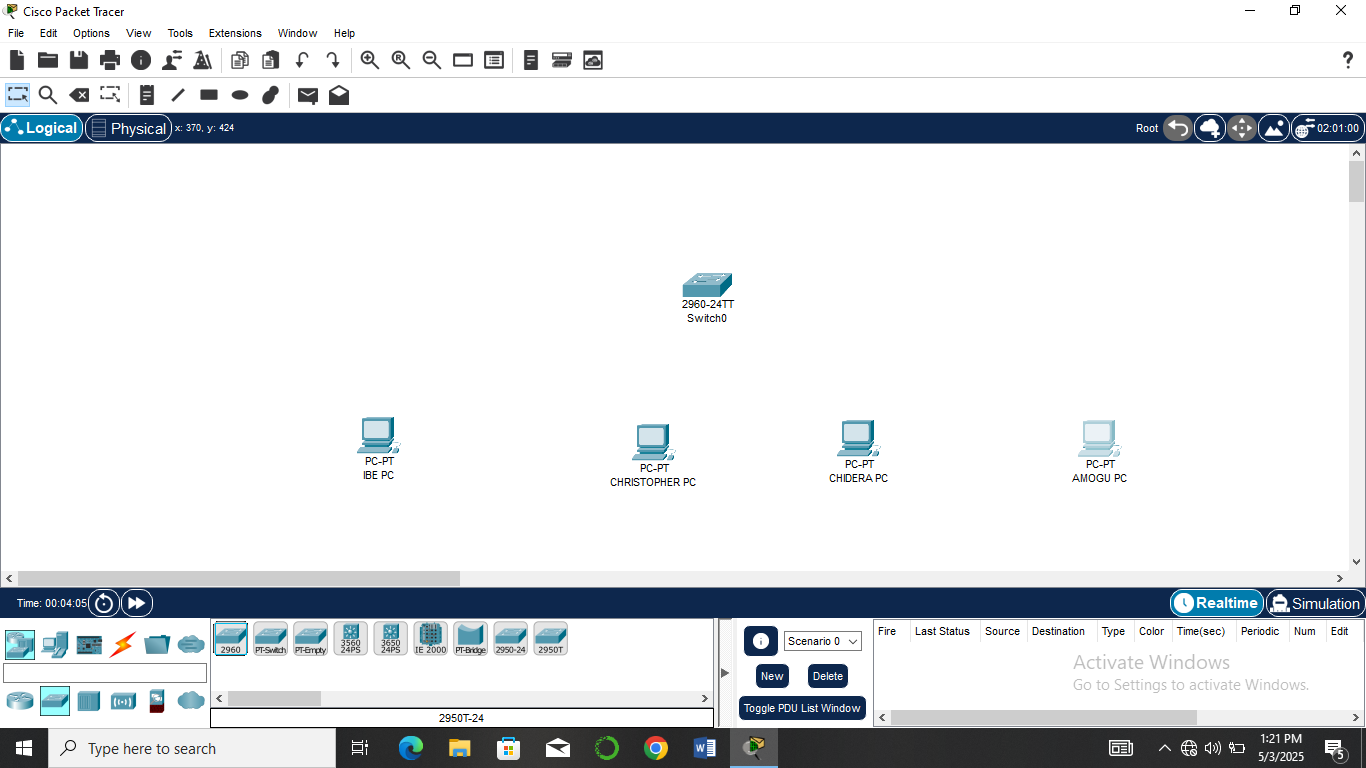 Cisco Packet Tracer
File Edit Options View Tools Extensions Window Help
Logical Physical x: 370, y: 424 Root 02:01:00
2960-24TT
Switch0
PC-PT
IBE PC
PC-PT
CHRISTOPHER PC
PC-PT
CHIDERA PC
PC-PT
AMOGU PC
Time: 00:04:05 Realtime Simulation
2960 PT-Switch PT-Empty 3560 24PS 3650 24PS IE 2000 PT-Bridge 2950-24 2950T
2950T-24
Scenario 0
New Delete
Toggle PDU List Window
Fire Last Status Source Destination Type Color Time(sec) Periodic Num Edit
Activate Windows
Go to Settings to activate Windows.
Type here to search
1:21 PM
5/3/2025
5